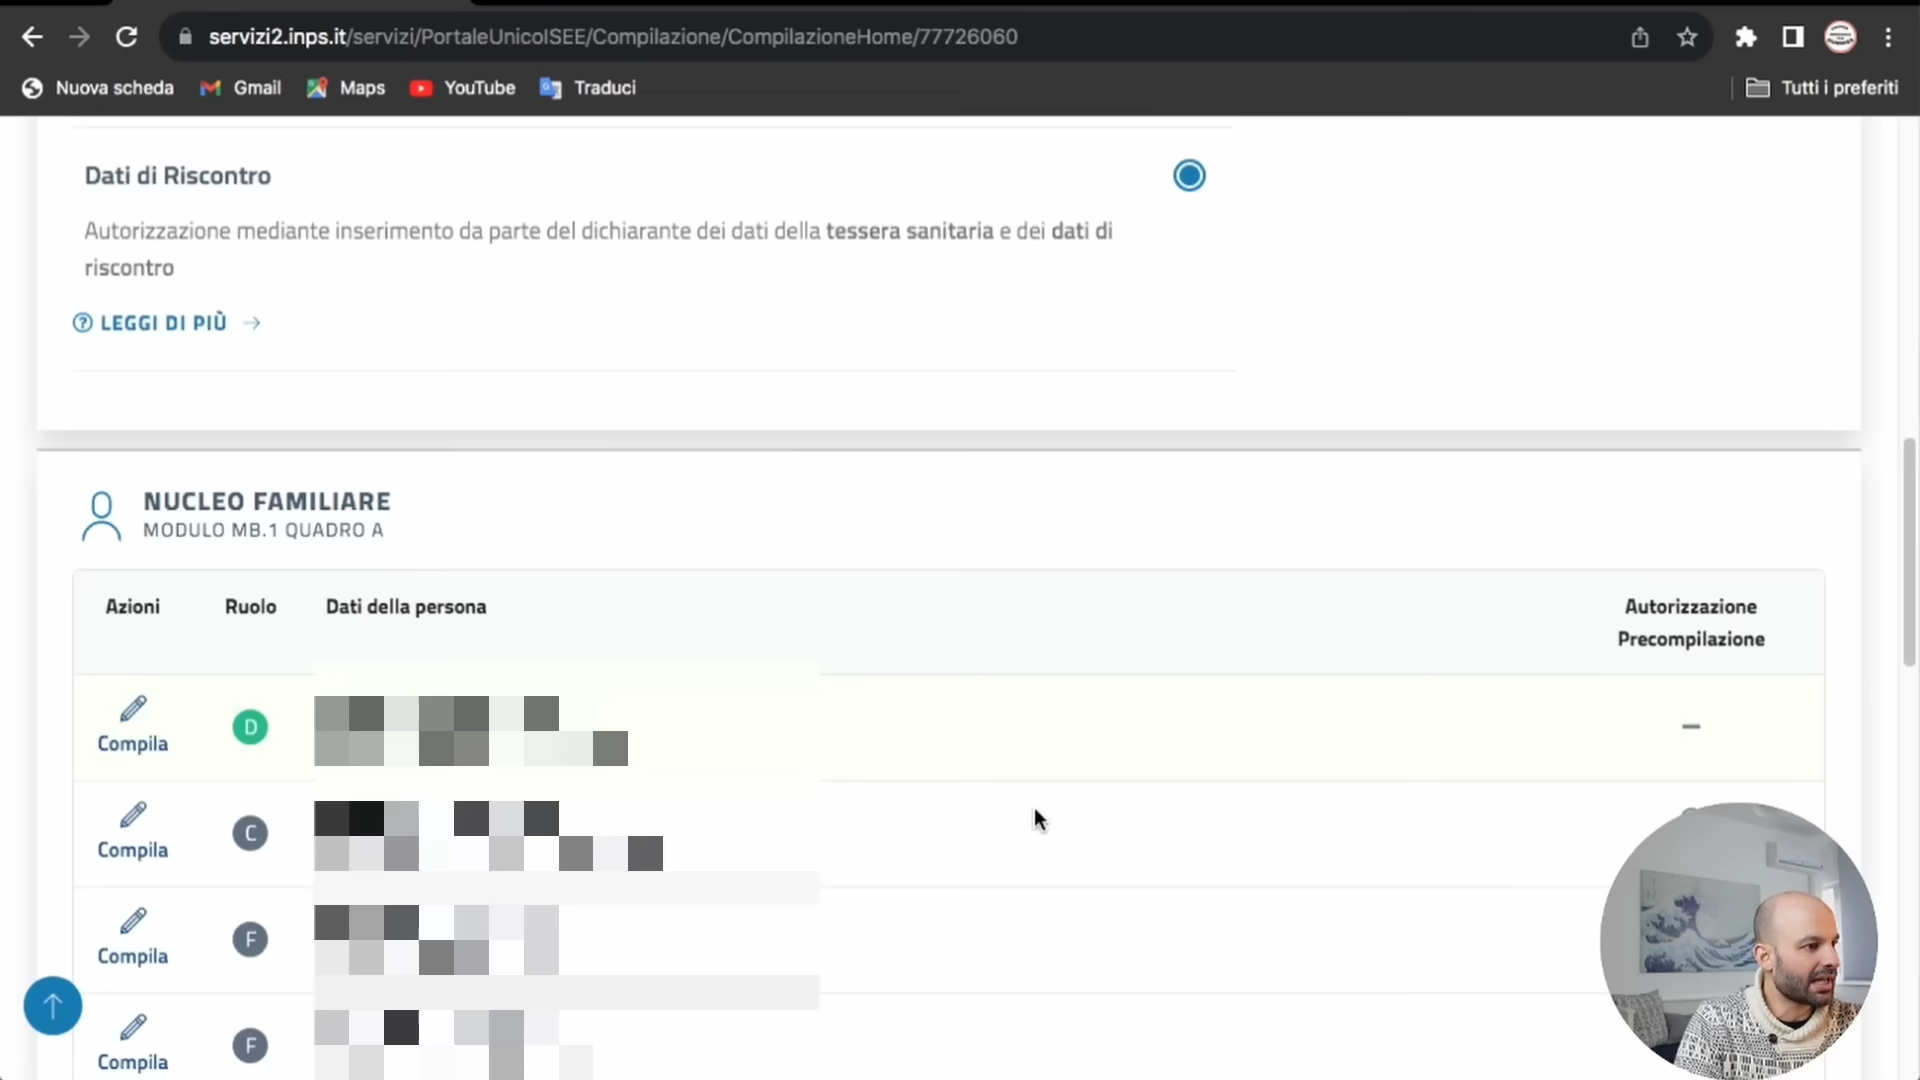 servizi2.inps.it/servizi/PortaleUnicoISEE/Compilazione/CompilazioneHome/77726060
Nuova scheda Gmail Maps YouTube Traduci Tutti i preferiti
Dati di Riscontro
Autorizzazione mediante inserimento da parte del dichiarante dei dati della tessera sanitaria e dei dati di
riscontro
LEGGI DI PIÙ
NUCLEO FAMILIARE
MODULO MB.1 QUADRO A
Azioni Ruolo Dati della persona Autorizzazione
Precompilazione
Compila D
Compila C
Compila F
Compila F